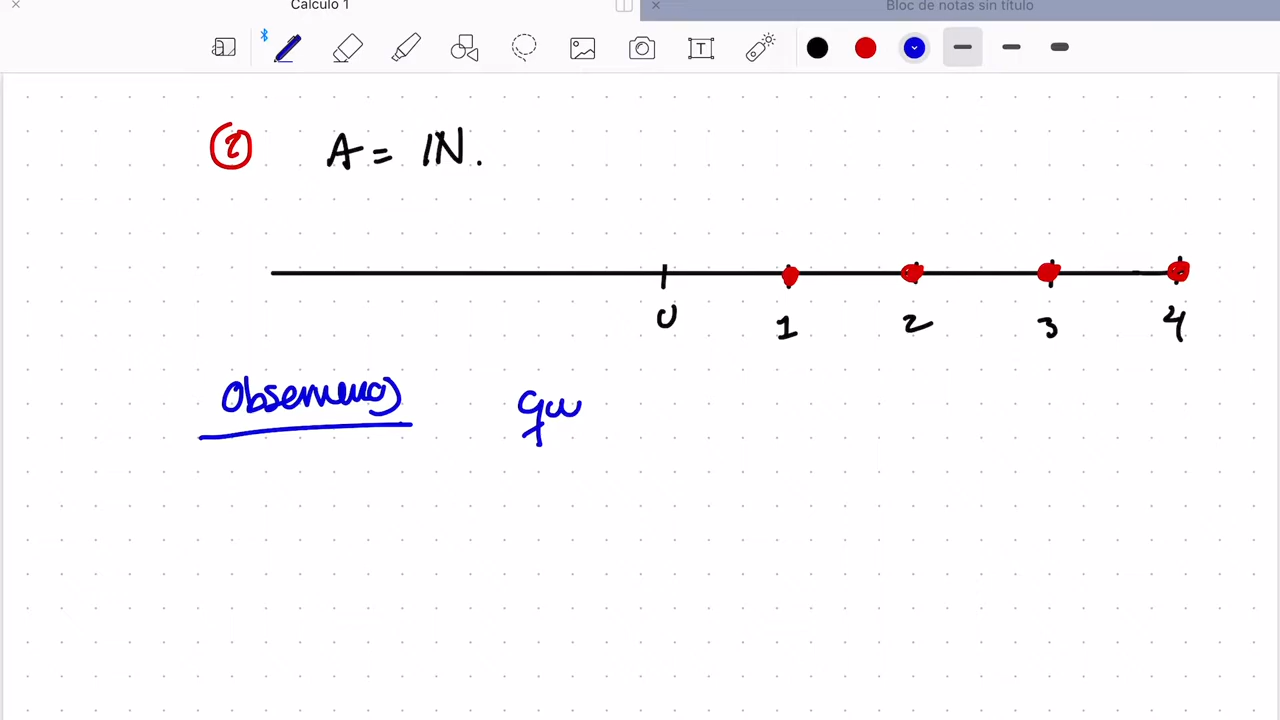 Calculo 1
Bloc de notas sin título
② A = IN.
0 1 2 3 4
Observemos que